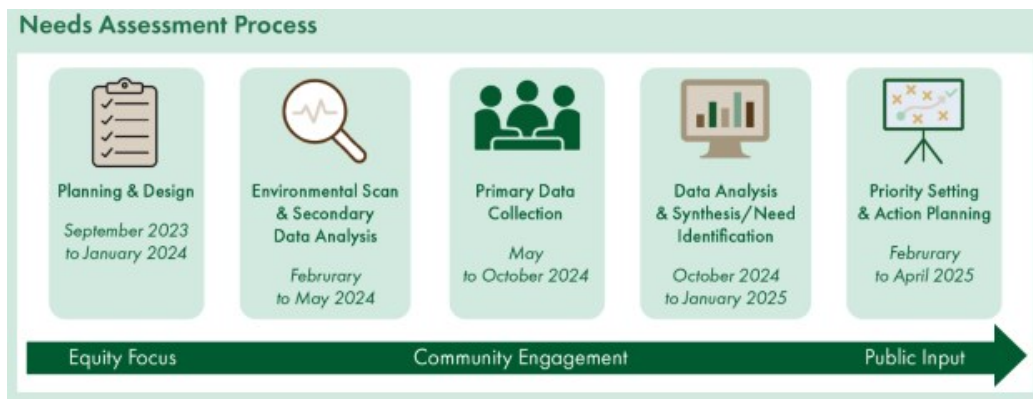 Needs Assessment Process
Planning & Design
September 2023
to January 2024
Environmental Scan
& Secondary
Data Analysis
Februrary
to May 2024
Primary Data
Collection
May
to October 2024
Data Analysis
& Synthesis/Need
Identification
October 2024
to January 2025
Priority Setting
& Action Planning
Februrary
to April 2025
Equity Focus
Community Engagement
Public Input